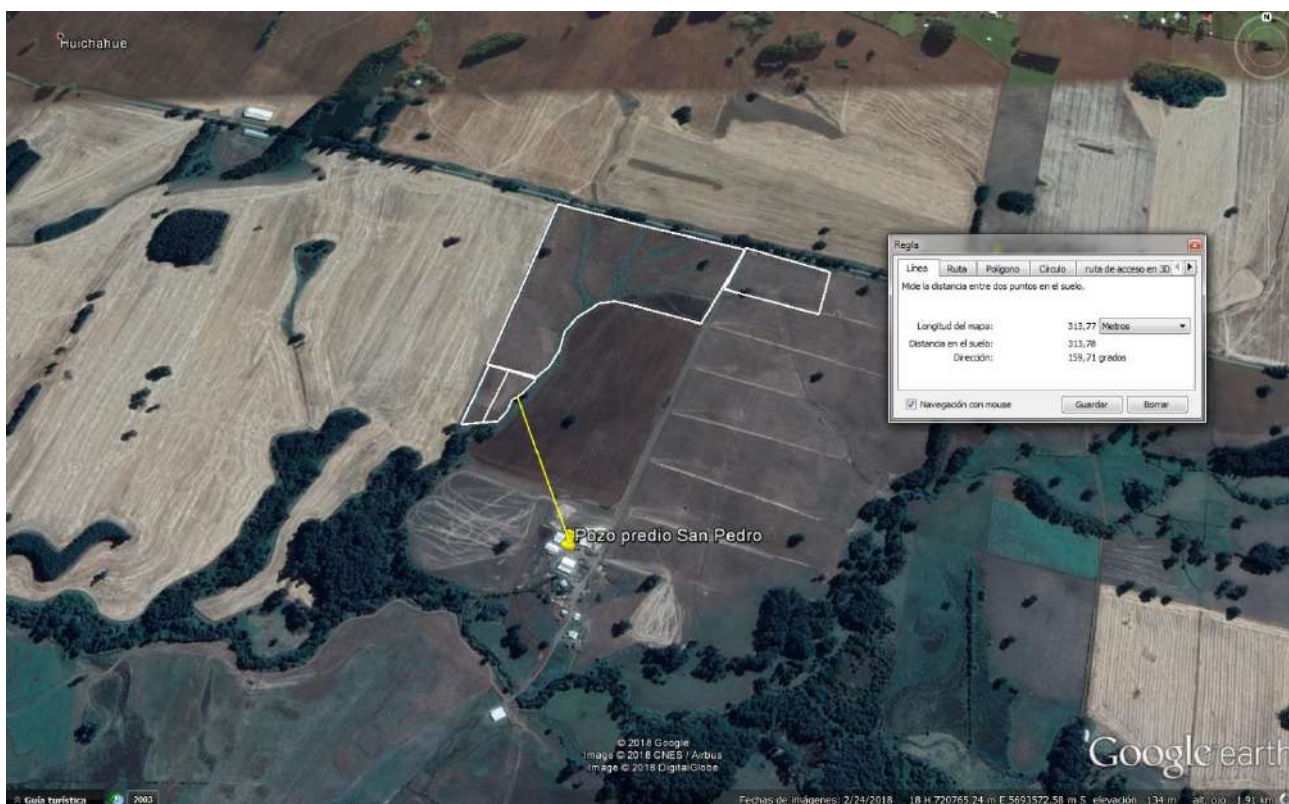 Huichahue
N
Regla
Línea Ruta Polígono Círculo ruta de acceso en 3D
Mide la distancia entre dos puntos en el suelo.
Longitud del mapa: 313,77 Metros
Distancia en el suelo: 313,78
Dirección: 159,71 grados
Navegación con mouse Guardar Borrar
Pozo predio San Pedro
© 2018 Google
Image © 2018 CNES / Airbus
Image © 2018 DigitalGlobe
Google earth
Guía turística 2003 Fechas de imágenes: 2/24/2018 18 H 720765.24 m E 5693572.58 m S elevación 134 m alt. ojo 1.91 km